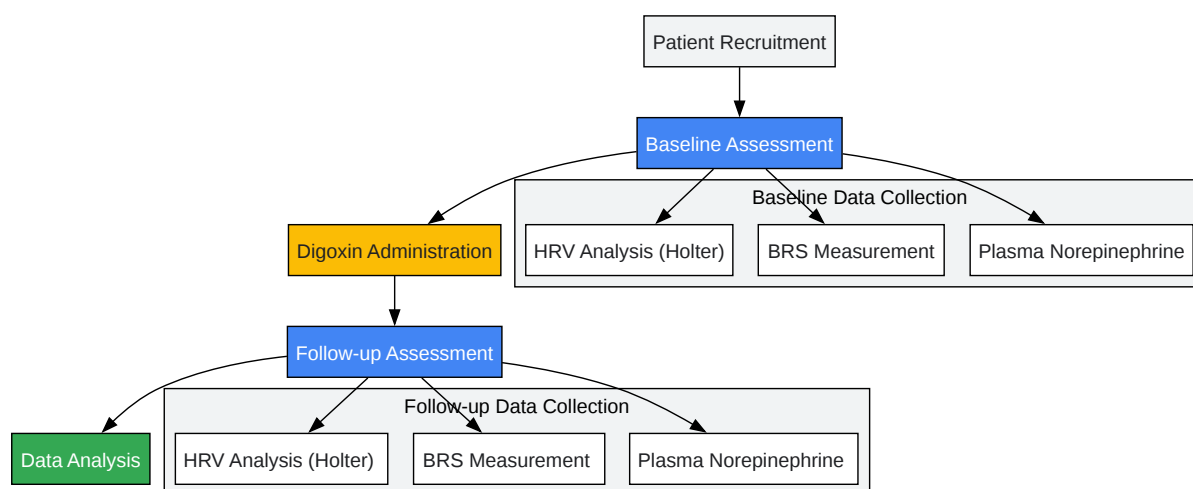 Patient Recruitment
Baseline Assessment
Baseline Data Collection
Digoxin Administration
HRV Analysis (Holter)
BRS Measurement
Plasma Norepinephrine
Follow-up Assessment
Follow-up Data Collection
Data Analysis
HRV Analysis (Holter)
BRS Measurement
Plasma Norepinephrine